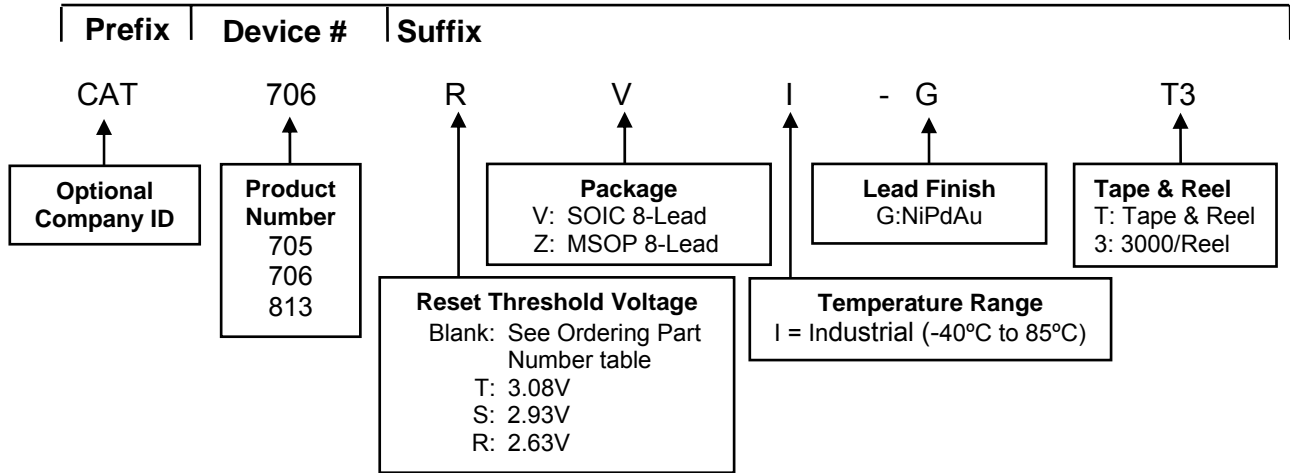 Prefix Device # Suffix
CAT 706 R V I - G T3
Optional
Company ID
Product
Number
705
706
813
Package
V: SOIC 8-Lead
Z: MSOP 8-Lead
Lead Finish
G:NiPdAu
Tape & Reel
T: Tape & Reel
3: 3000/Reel
Reset Threshold Voltage
Blank: See Ordering Part
Number table
T: 3.08V
S: 2.93V
R: 2.63V
Temperature Range
I = Industrial (-40ºC to 85ºC)